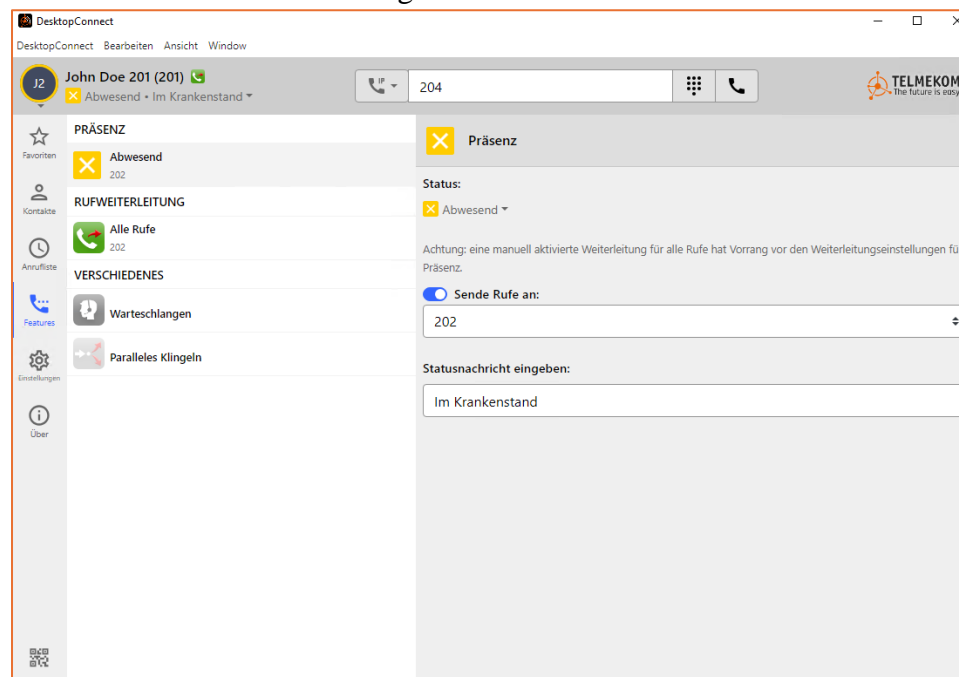 DesktopConnect
DesktopConnect Bearbeiten Ansicht Window
J2
John Doe 201 (201)
Abwesend • Im Krankenstand
IP
204
TELMEKOM
The future is easy
Favoriten
Kontakte
Anrufliste
Features
Einstellungen
Über
PRÄSENZ
Abwesend
202
RUFWEITERLEITUNG
Alle Rufe
202
VERSCHIEDENES
Warteschlangen
Paralleles Klingeln
Präsenz
Status:
Abwesend
Achtung: eine manuell aktivierte Weiterleitung für alle Rufe hat Vorrang vor den Weiterleitungseinstellungen fü
Präsenz.
Sende Rufe an:
202
Statusnachricht eingeben:
Im Krankenstand